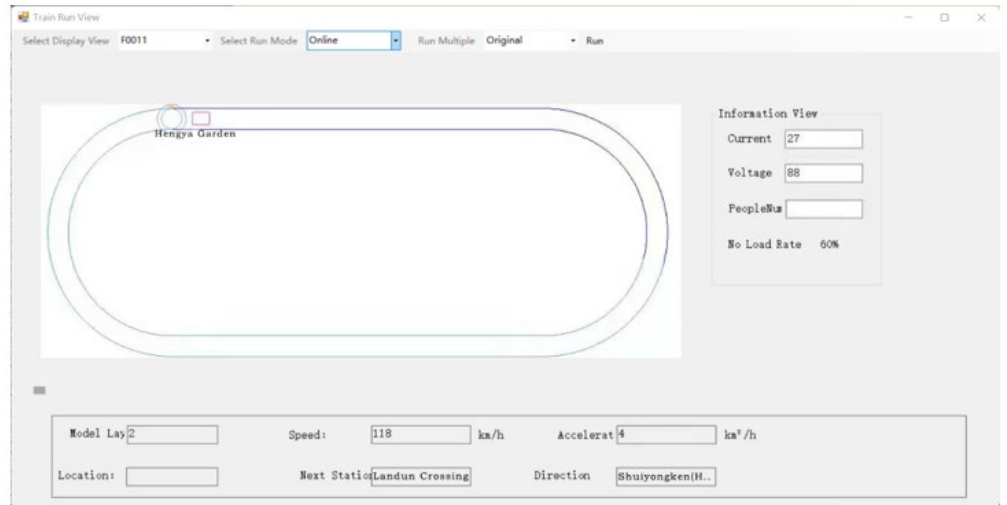 Train Run View
Select Display View F0011 Select Run Mode Online Run Multiple Original Run
Hengya Garden
Information View
Current 27
Voltage 88
PeopleNum
No Load Rate 60%
Model Lay 2 Speed: 118 km/h Accelerat 4 km²/h
Location: Next Statio Landun Crossing Direction Shuiyongken(H..